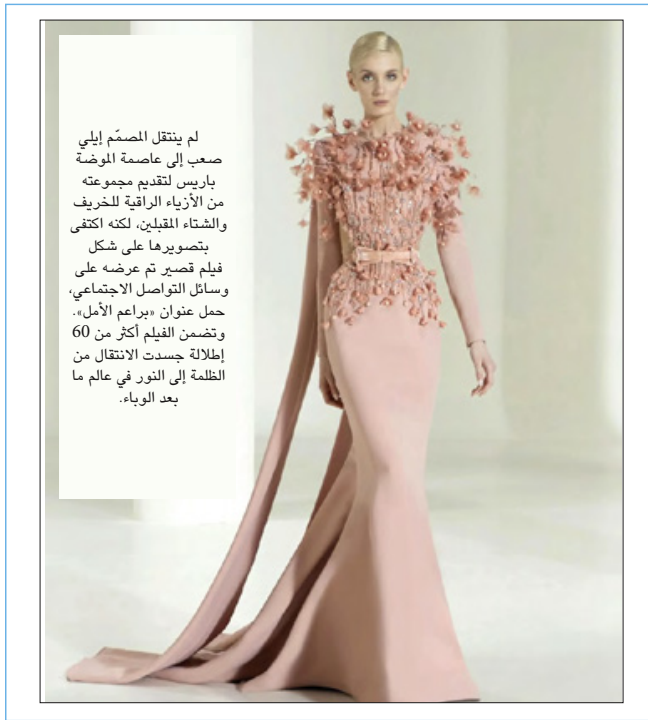 لم ينتقل المصمّم إيلي
صعب إلى عاصمة الموضة
باريس لتقديم مجموعته
من الأزياء الراقية للخريف
والشتاء المقبلين، لكنه اكتفى
بتصويرها على شكل
فيلم قصير تم عرضه على
وسائل التواصل الاجتماعي،
حمل عنوان «براعم الأمل».
وتضمن الفيلم أكثر من 60
إطلالة جسدت الانتقال من
الظلمة إلى النور في عالم ما
بعد الوباء.